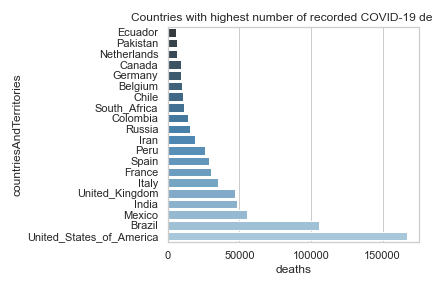 Countries with highest number of recorded COVID-19 de
Ecuador
Pakistan
Netherlands
Canada
Germany
Belgium
Chile
South_Africa
Colombia
Russia
Iran
Peru
Spain
France
Italy
United_Kingdom
India
Mexico
Brazil
United_States_of_America
countriesAndTerritories
0 50000 100000 150000
deaths